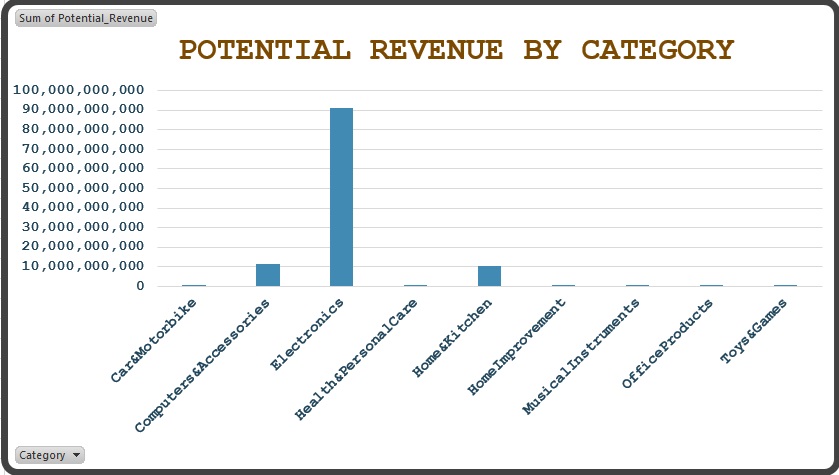 Sum of Potential_Revenue
POTENTIAL REVENUE BY CATEGORY
100,000,000,000
90,000,000,000
80,000,000,000
70,000,000,000
60,000,000,000
50,000,000,000
40,000,000,000
30,000,000,000
20,000,000,000
10,000,000,000
0
Car&Motorbike
Computers&Accessories
Electronics
Health&PersonalCare
Home&Kitchen
HomeImprovement
MusicalInstruments
OfficeProducts
Toys&Games
Category